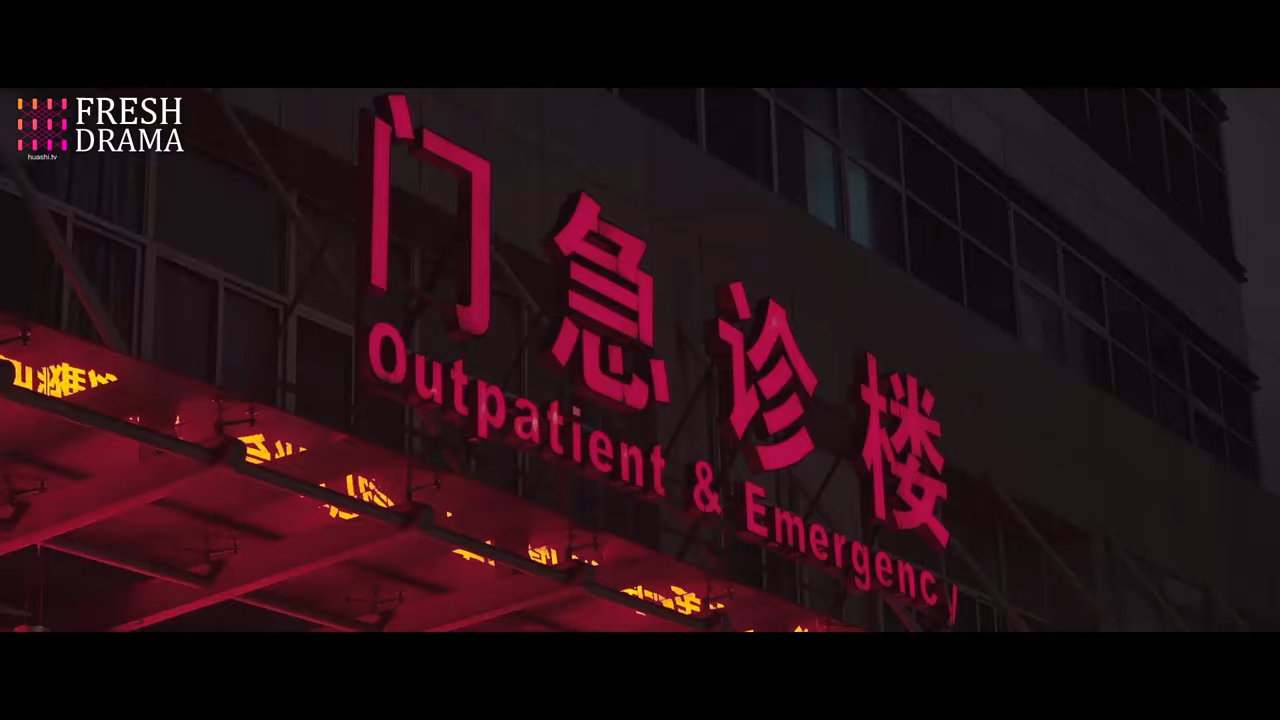 FRESH
DRAMA
huashi.tv
门急诊楼
Outpatient & Emergency